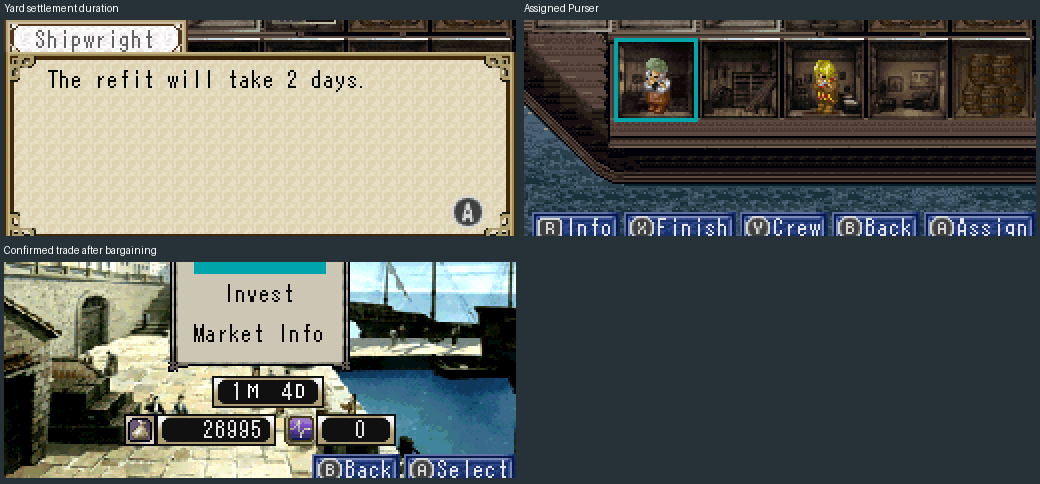 Yard settlement duration
Assigned Purser
Shipwright
The refit will take 2 days.
A
R Info X Finish Y Crew B Back A Assign
Confirmed trade after bargaining
Invest
Market Info
1M 4D
26995 0
B Back A Select